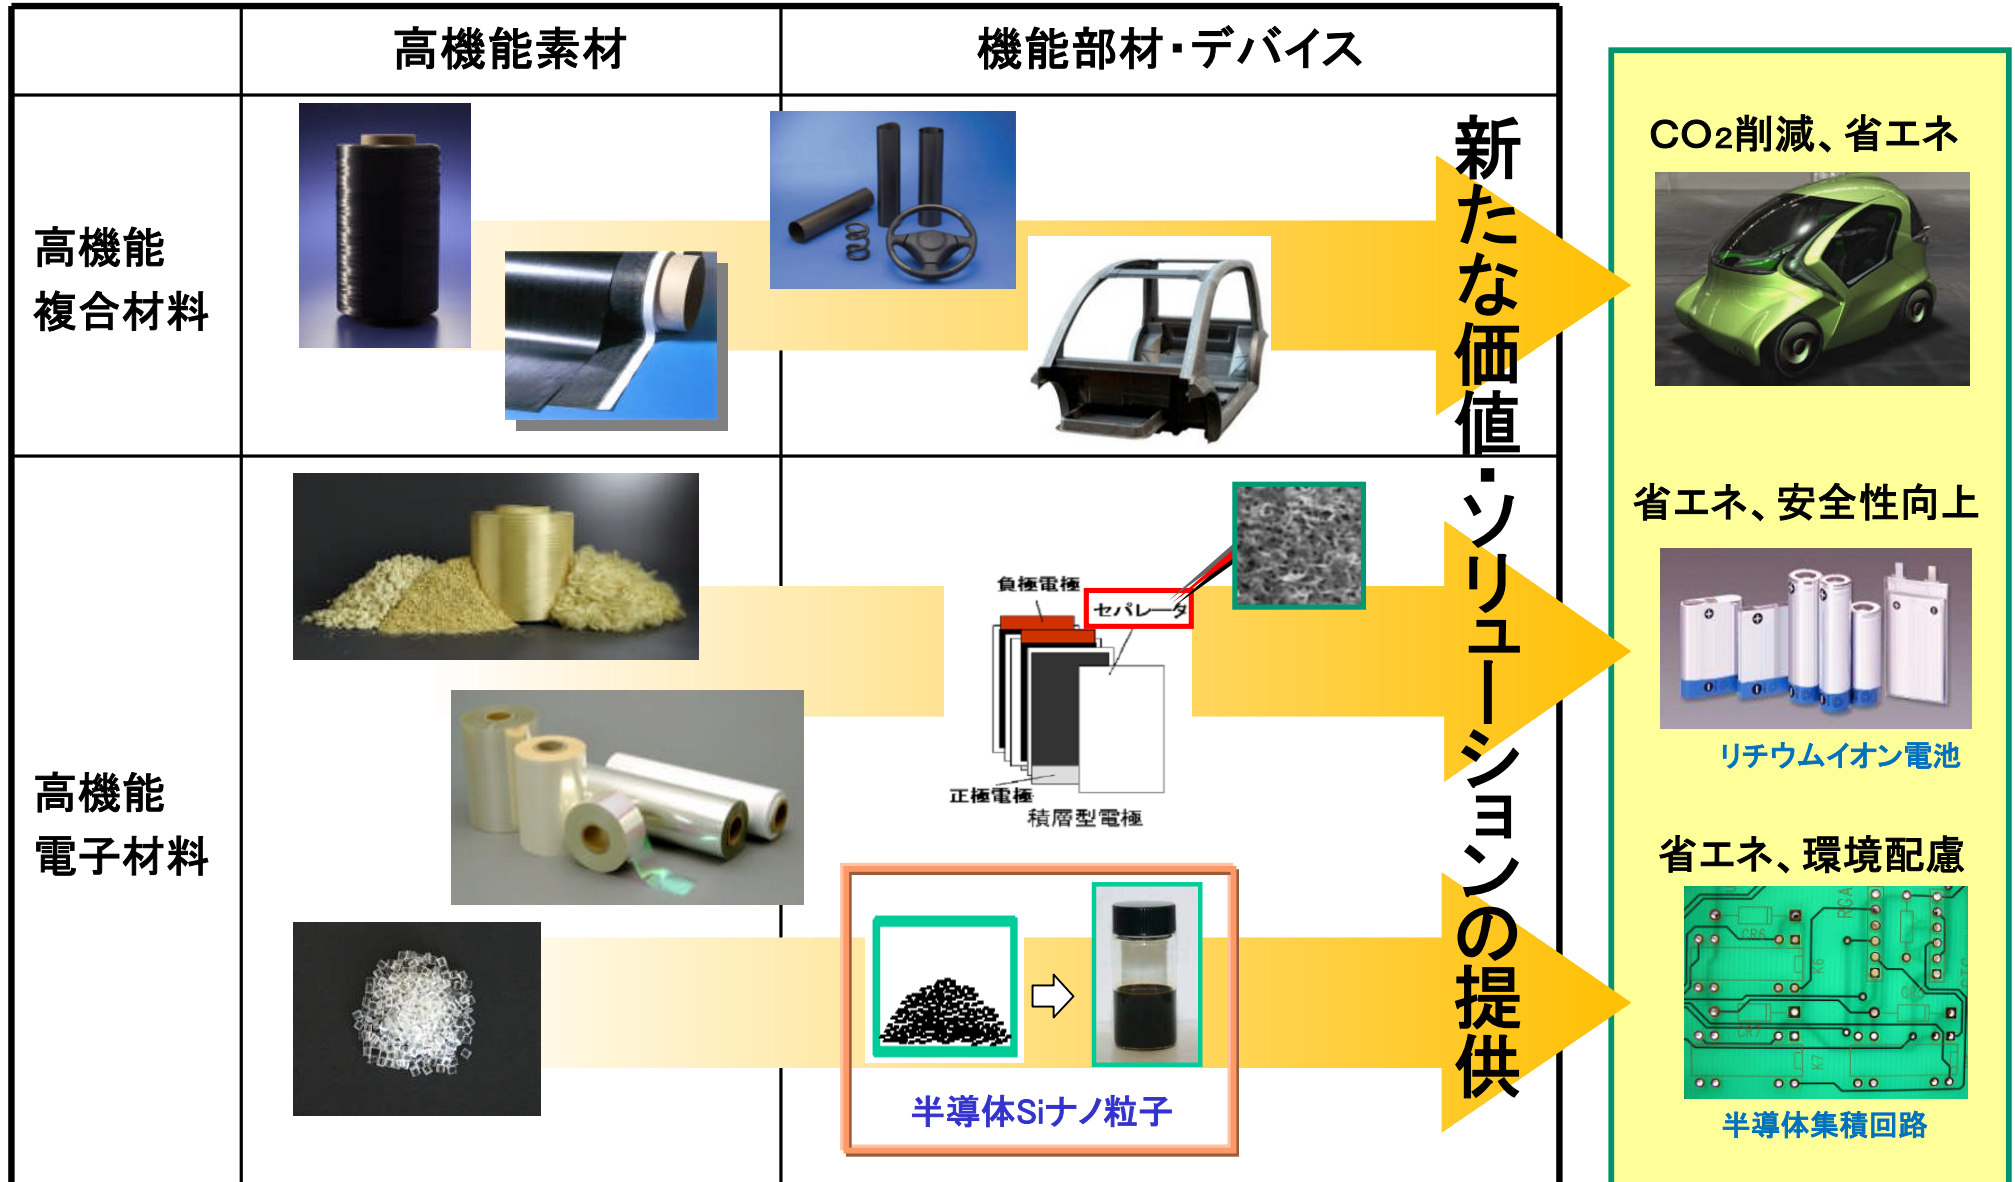 高機能素材
機能部材・デバイス
高機能
複合材料
新たな価値・ソリューションの提供
CO₂削減、省エネ
負極電極
セパレータ
正極電極
積層型電極
省エネ、安全性向上
リチウムイオン電池
高機能
電子材料
半導体Siナノ粒子
省エネ、環境配慮
CR6
K6
RGA
CR7
K7
半導体集積回路